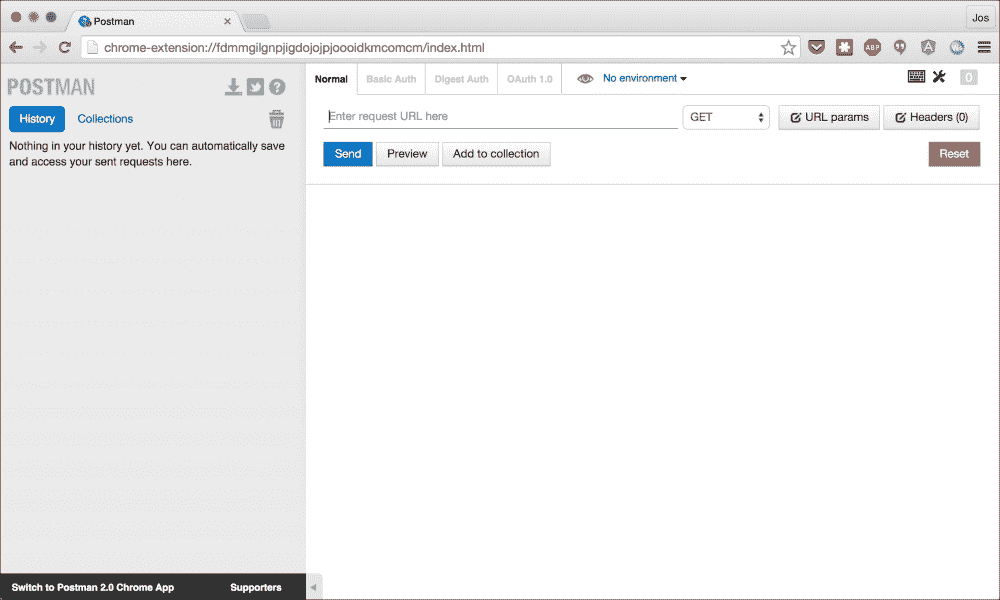 Postman
Jos
chrome-extension://fdmmgilgnpjigdojojpjoooidkmcomcm/index.html
ABP
POSTMAN
Normal
Basic Auth
Digest Auth
OAuth 1.0
No environment
0
History
Collections
Enter request URL here
GET
URL params
Headers (0)
Nothing in your history yet. You can automatically save
and access your sent requests here.
Send
Preview
Add to collection
Reset
Switch to Postman 2.0 Chrome App
Supporters